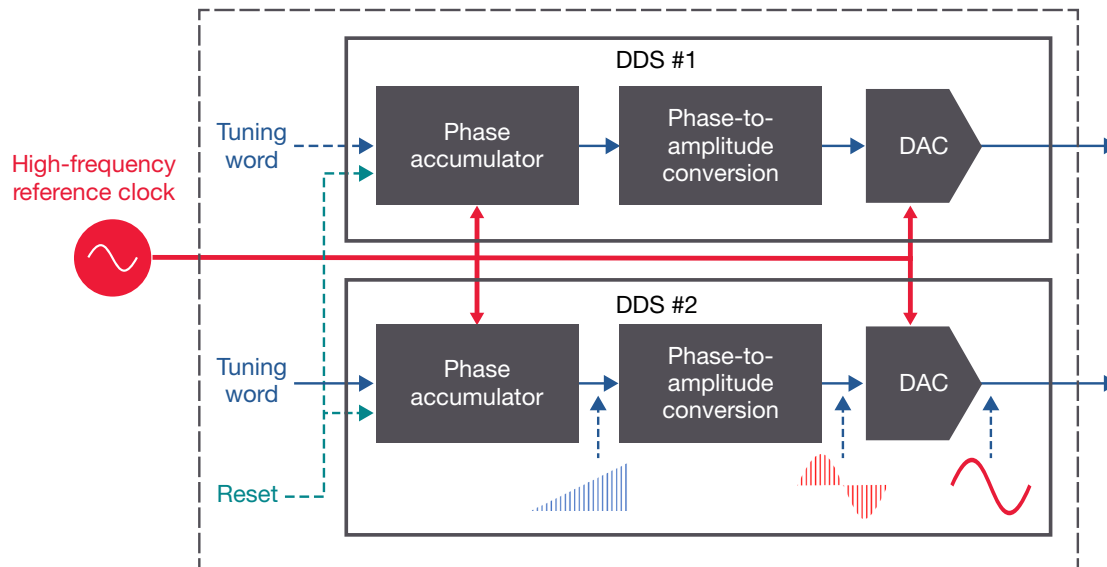 DDS #1
Tuning
word
Phase
accumulator
Phase-to-
amplitude
conversion
DAC
High-frequency
reference clock
DDS #2
Tuning
word
Phase
accumulator
Phase-to-
amplitude
conversion
DAC
Reset